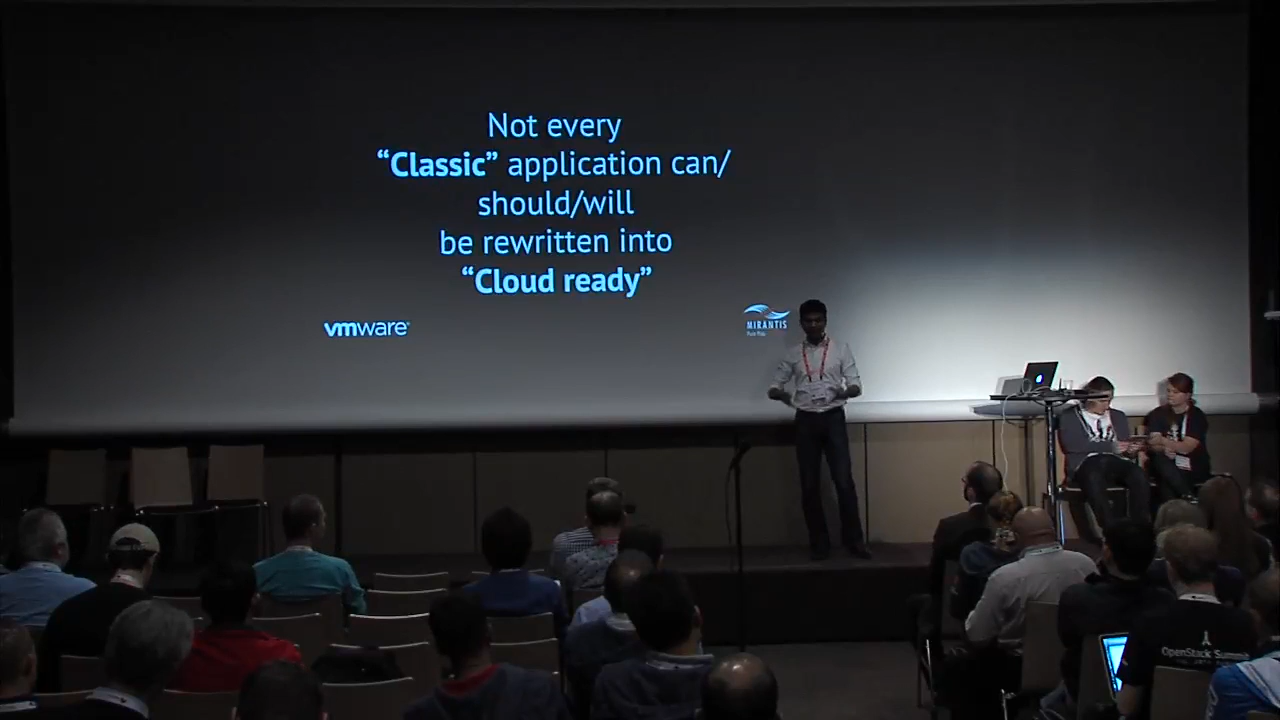 Not every
“Classic” application can/
should/will
be rewritten into
“Cloud ready”
vmware
MIRANTIS
OpenStack Summit